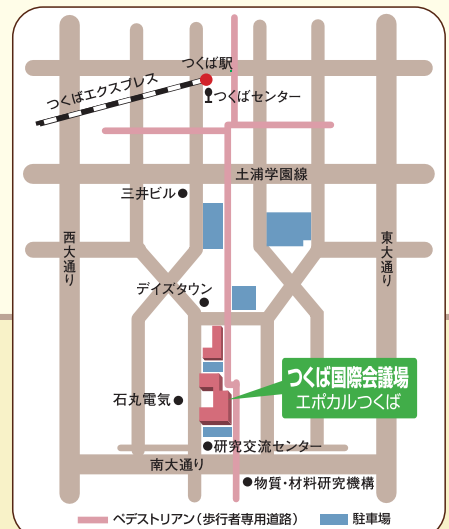 つくば駅
つくばエクスプレス
つくばセンター
土浦学園線
三井ビル
西大通り
東大通り
デイズタウン
つくば国際会議場
エポカルつくば
石丸電気
研究交流センター
南大通り
物質・材料研究機構
ペデストリアン（歩行者専用道路）
駐車場